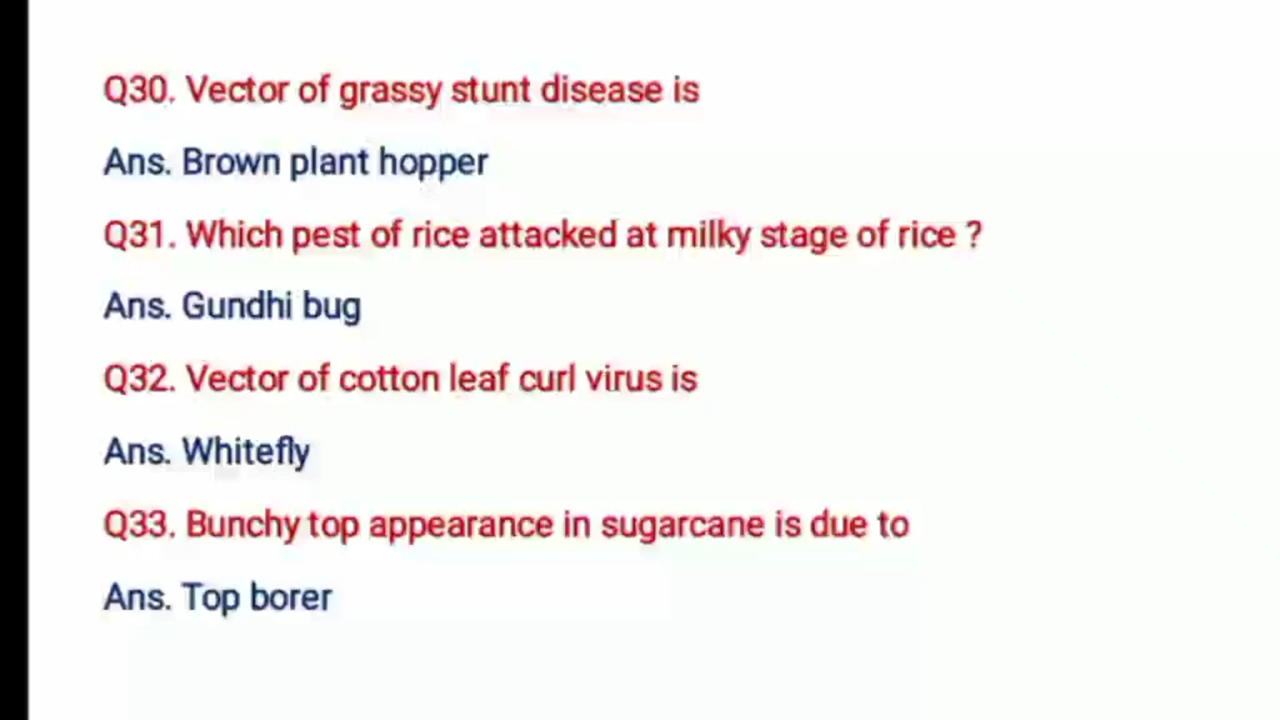 Q30. Vector of grassy stunt disease is
Ans. Brown plant hopper
Q31. Which pest of rice attacked at milky stage of rice ?
Ans. Gundhi bug
Q32. Vector of cotton leaf curl virus is
Ans. Whitefly
Q33. Bunchy top appearance in sugarcane is due to
Ans. Top borer